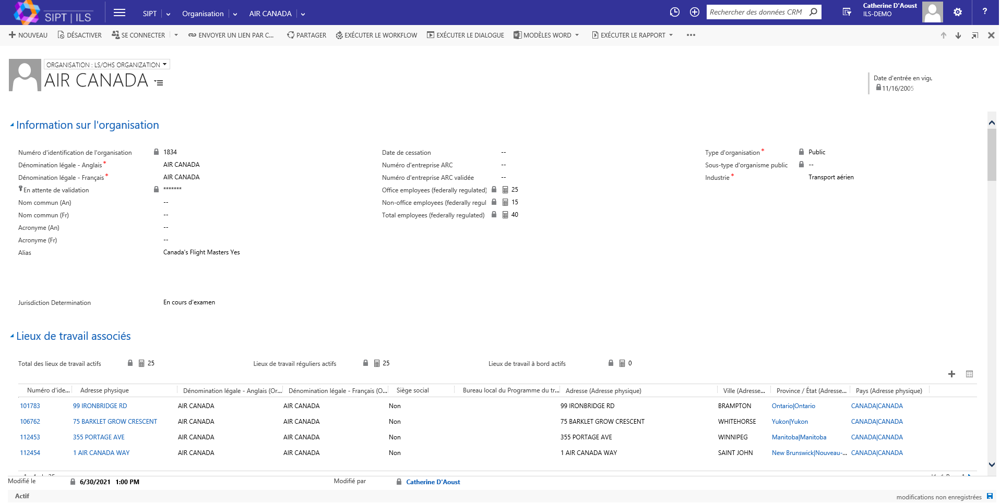 SIPT | ILS
SIPT
Organisation
AIR CANADA
Rechercher des données CRM
Catherine D'Aoust
ILS-DEMO
?
NOUVEAU
DÉSACTIVER
SE CONNECTER
ENVOYER UN LIEN PAR C...
PARTAGER
EXÉCUTER LE WORKFLOW
EXÉCUTER LE DIALOGUE
MODÈLES WORD
EXÉCUTER LE RAPPORT
•••
ORGANISATION : LS/OHS ORGANIZATION
AIR CANADA
Date d'entrée en vigu
11/16/2005
Information sur l'organisation
Numéro d'identification de l'organisation 1834
Dénomination légale - Anglais* AIR CANADA
Dénomination légale - Français* AIR CANADA
En attente de validation *******
Nom commun (An) --
Nom commun (Fr) --
Acronyme (An) --
Acronyme (Fr) --
Alias Canada's Flight Masters Yes
Jurisdiction Determination En cours d'examen
Date de cessation --
Numéro d'entreprise ARC --
Numéro d'entreprise ARC validée --
Office employees (federally regulated) 25
Non-office employees (federally regul 15
Total employees (federally regulated) 40
Type d'organisation* Public
Sous-type d'organisme public --
Industrie* Transport aérien
Lieux de travail associés
Total des lieux de travail actifs 25 Lieux de travail réguliers actifs 25 Lieux de travail à bord actifs 0
Numéro d'ide... Adresse physique Dénomination légale - Anglais (Or... Dénomination légale - Français (O... Siège social Bureau local du Programme du tr... Adresse (Adresse physique) Ville (Adresse... Province / État (Adresse... Pays (Adresse physique)
101783 99 IRONBRIDGE RD AIR CANADA AIR CANADA Non 99 IRONBRIDGE RD BRAMPTON Ontario|Ontario CANADA|CANADA
106762 75 BARKLET GROW CRESCENT AIR CANADA AIR CANADA Non 75 BARKLET GROW CRESCENT WHITEHORSE Yukon|Yukon CANADA|CANADA
112453 355 PORTAGE AVE AIR CANADA AIR CANADA Non 355 PORTAGE AVE WINNIPEG Manitoba|Manitoba CANADA|CANADA
112454 1 AIR CANADA WAY AIR CANADA AIR CANADA Non 1 AIR CANADA WAY SAINT JOHN New Brunswick|Nouveau-... CANADA|CANADA
Modifié le 6/30/2021 1:00 PM Modifié par Catherine D'Aoust
Actif
modifications non enregistrées